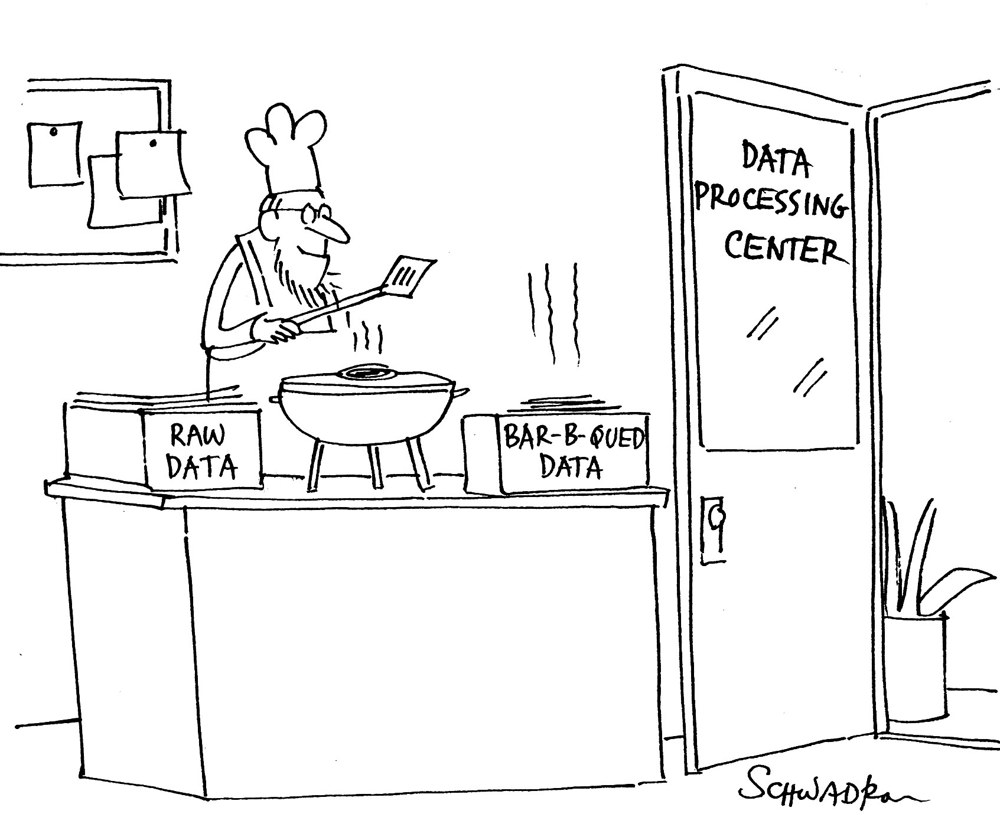 DATA
PROCESSING
CENTER
RAW
DATA
BAR-B-QUED
DATA
SCHWADRON